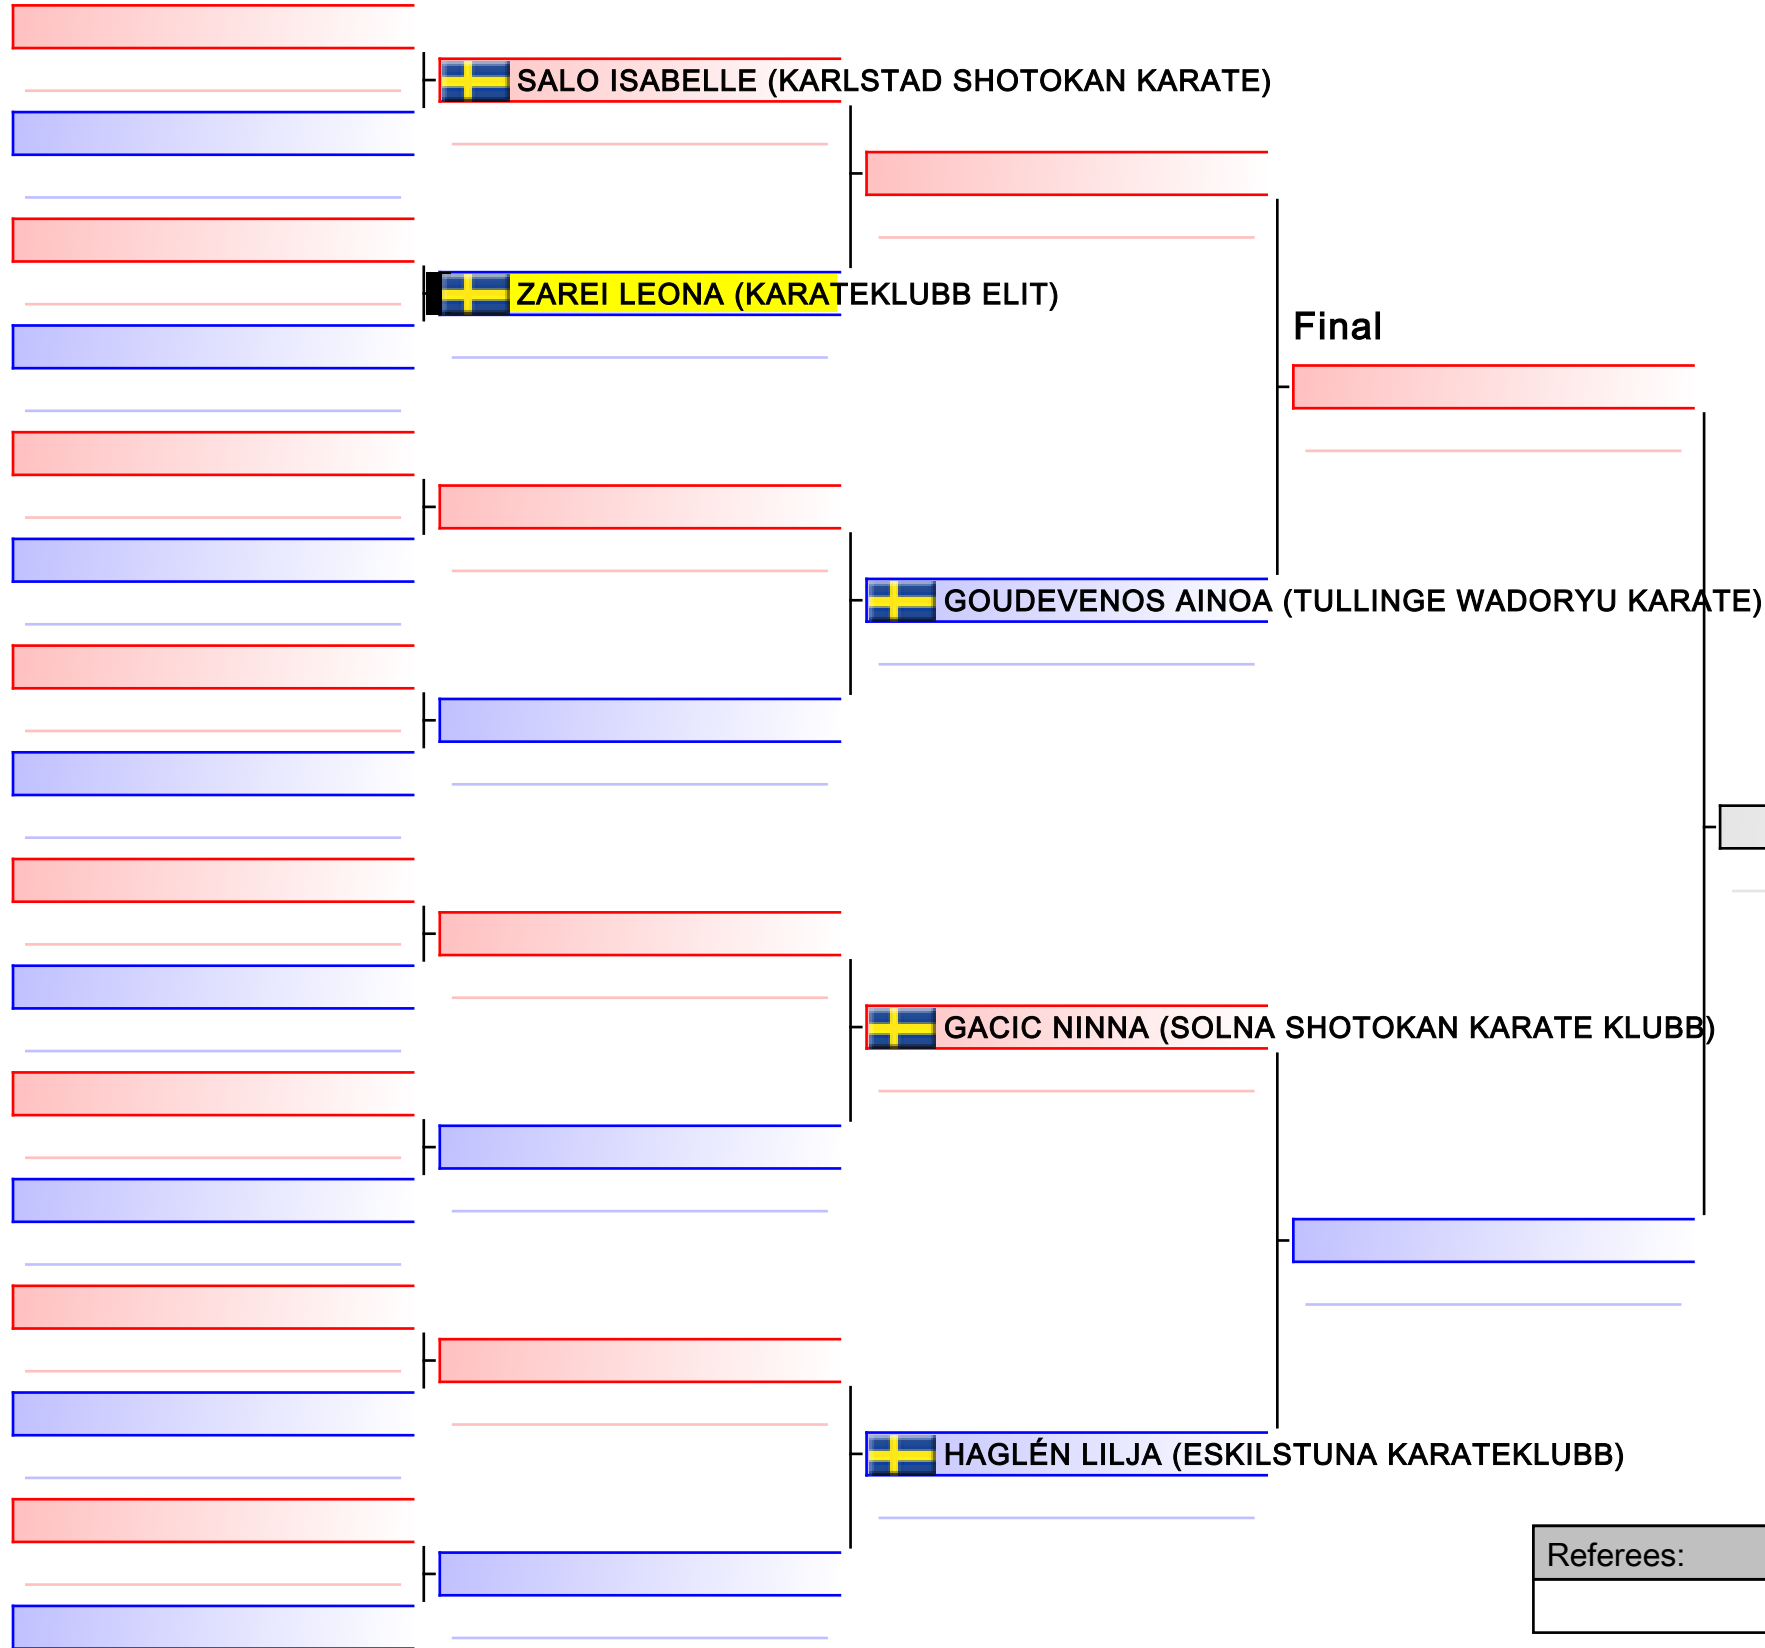 SALO ISABELLE (KARLSTAD SHOTOKAN KARATE)
ZAREI LEONA (KARATEKLUBB ELIT)
Final
GOUDEVENOS AINOA (TULLINGE WADORYU KARATE)
GACIC NINNA (SOLNA SHOTOKAN KARATE KLUBB)
HAGLÉN LILJA (ESKILSTUNA KARATEKLUBB)
Referees: